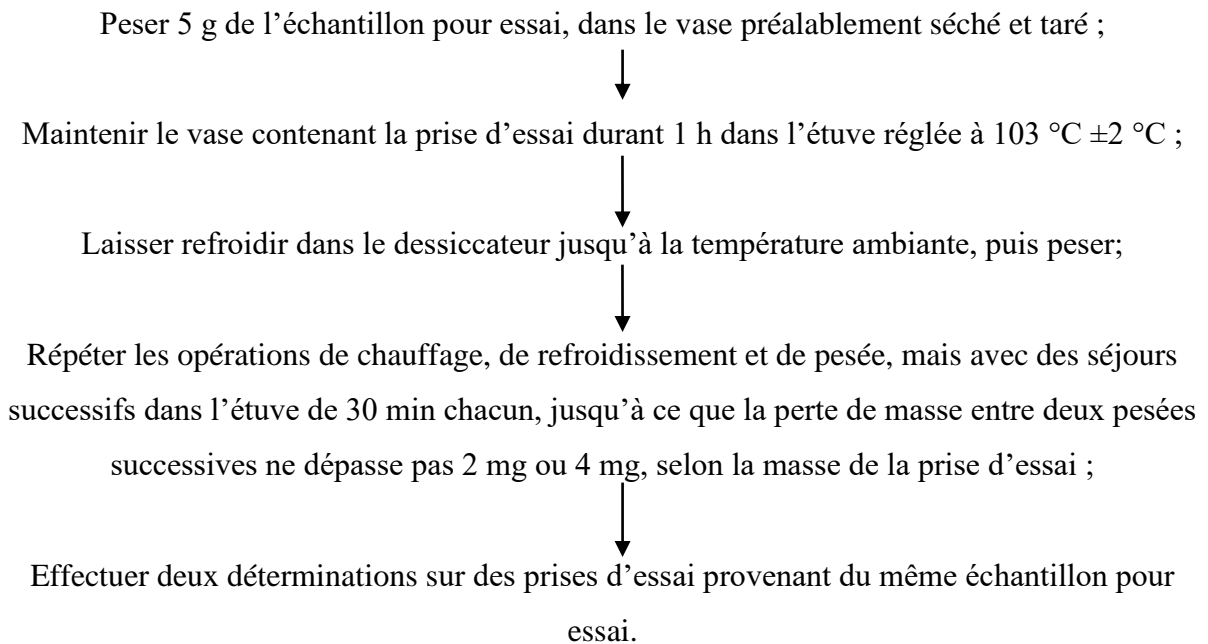 Peser 5 g de l’échantillon pour essai, dans le vase préalablement séché et taré ;
Maintenir le vase contenant la prise d’essai durant 1 h dans l’étuve réglée à 103 °C ±2 °C ;
Laisser refroidir dans le dessiccateur jusqu’à la température ambiante, puis peser;
Répéter les opérations de chauffage, de refroidissement et de pesée, mais avec des séjours
successifs dans l’étuve de 30 min chacun, jusqu’à ce que la perte de masse entre deux pesées
successives ne dépasse pas 2 mg ou 4 mg, selon la masse de la prise d’essai ;
Effectuer deux déterminations sur des prises d’essai provenant du même échantillon pour
essai.